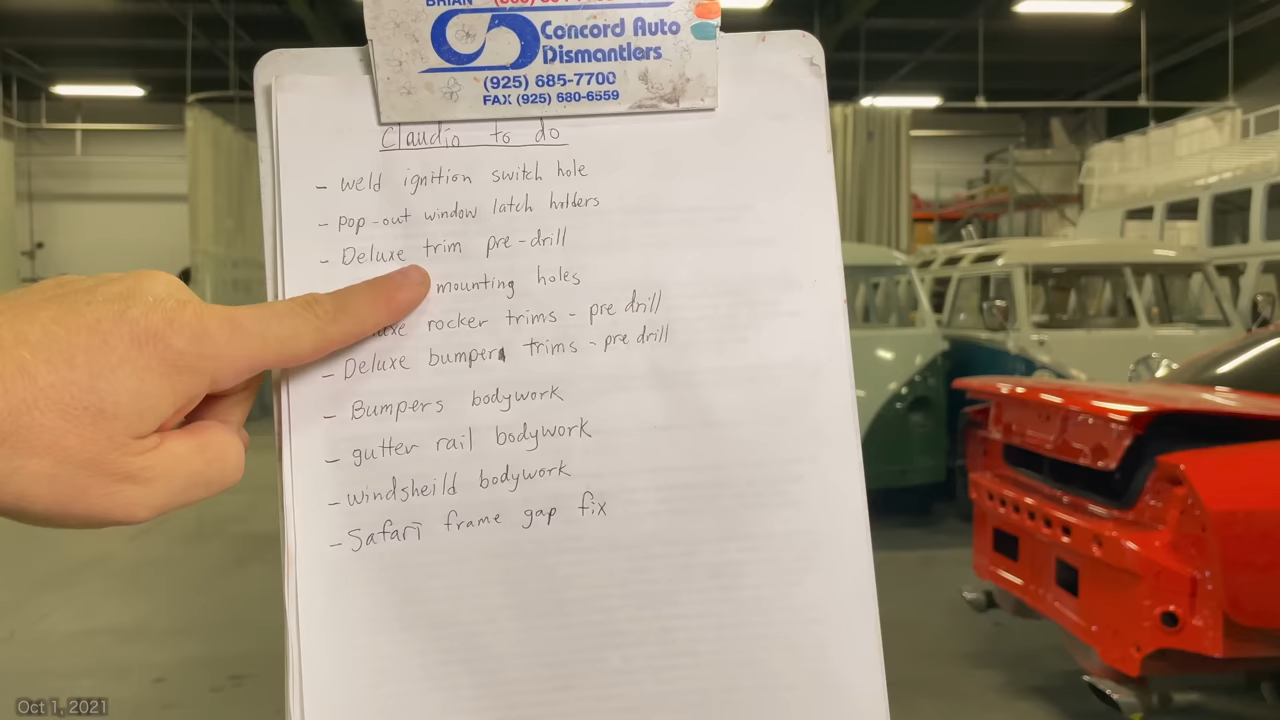 BRIAN
Concord Auto
Dismantlers
(925) 685-7700
FAX (925) 680-6559
Claudio to do
- weld ignition switch hole
- pop-out window latch holders
- Deluxe trim pre-drill
mounting holes
rocker trims - pre drill
- Deluxe bumper trims - pre drill
- Bumpers bodywork
- gutter rail bodywork
- windsheild bodywork
- Safari frame gap fix
Oct 1, 2021